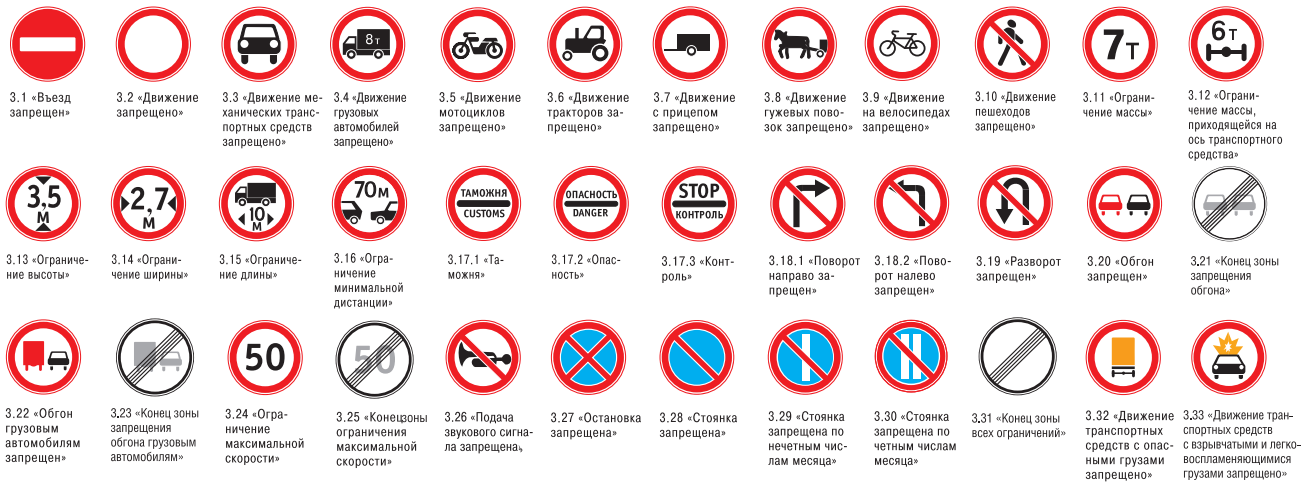 8т
7т
6т
3.1 «Въезд
запрещен»
3.2 «Движение
запрещено»
3.3 «Движение ме-
ханических транс-
портных средств
запрещено»
3.4 «Движение
грузовых
автомобилей
запрещено»
3.5 «Движение
мотоциклов
запрещено»
3.6 «Движение
тракторов за-
прещено»
3.7 «Движение
с прицепом
запрещено»
3.8 «Движение
гужевых пово-
зок запрещено»
3.9 «Движение
на велосипедах
запрещено»
3.10 «Движение
пешеходов
запрещено»
3.11 «Ограни-
чение массы»
3.12 «Ограни-
чение массы,
приходящейся на
ось транспортного
средства»
3,5
м
2,7
м
10
м
70м
ТАМОЖНЯ
CUSTOMS
ОПАСНОСТЬ
DANGER
STOP
КОНТРОЛЬ
3.13 «Ограниче-
ние высоты»
3.14 «Ограни-
чение ширины»
3.15 «Ограниче-
ние длины»
3.16 «Огра-
ничение
минимальной
дистанции»
3.17.1 «Та-
можня»
3.17.2 «Опас-
ность»
3.17.3 «Конт-
роль»
3.18.1 «Поворот
направо за-
прещен»
3.18.2 «Пово-
рот налево
запрещен»
3.19 «Разворот
запрещен»
3.20 «Обгон
запрещен»
3.21 «Конец зоны
запрещения
обгона»
50
50
3.22 «Обгон
грузовым
автомобилям
запрещен»
3.23 «Конец зоны
запрещения
обгона грузовым
автомобилям»
3.24 «Огра-
ничение
максимальной
скорости»
3.25 «Конец зоны
ограничения
максимальной
скорости»
3.26 «Подача
звукового сигна-
ла запрещена»
3.27 «Остановка
запрещена»
3.28 «Стоянка
запрещена»
3.29 «Стоянка
запрещена по
нечетным чис-
лам месяца»
3.30 «Стоянка
запрещена по
четным числам
месяца»
3.31 «Конец зоны
всех ограничений»
3.32 «Движение
транспортных
средств с опас-
ными грузами
запрещено»
3.33 «Движение тран-
спортных средств
с взрывчатыми и легко-
воспламеняющимися
грузами запрещено»